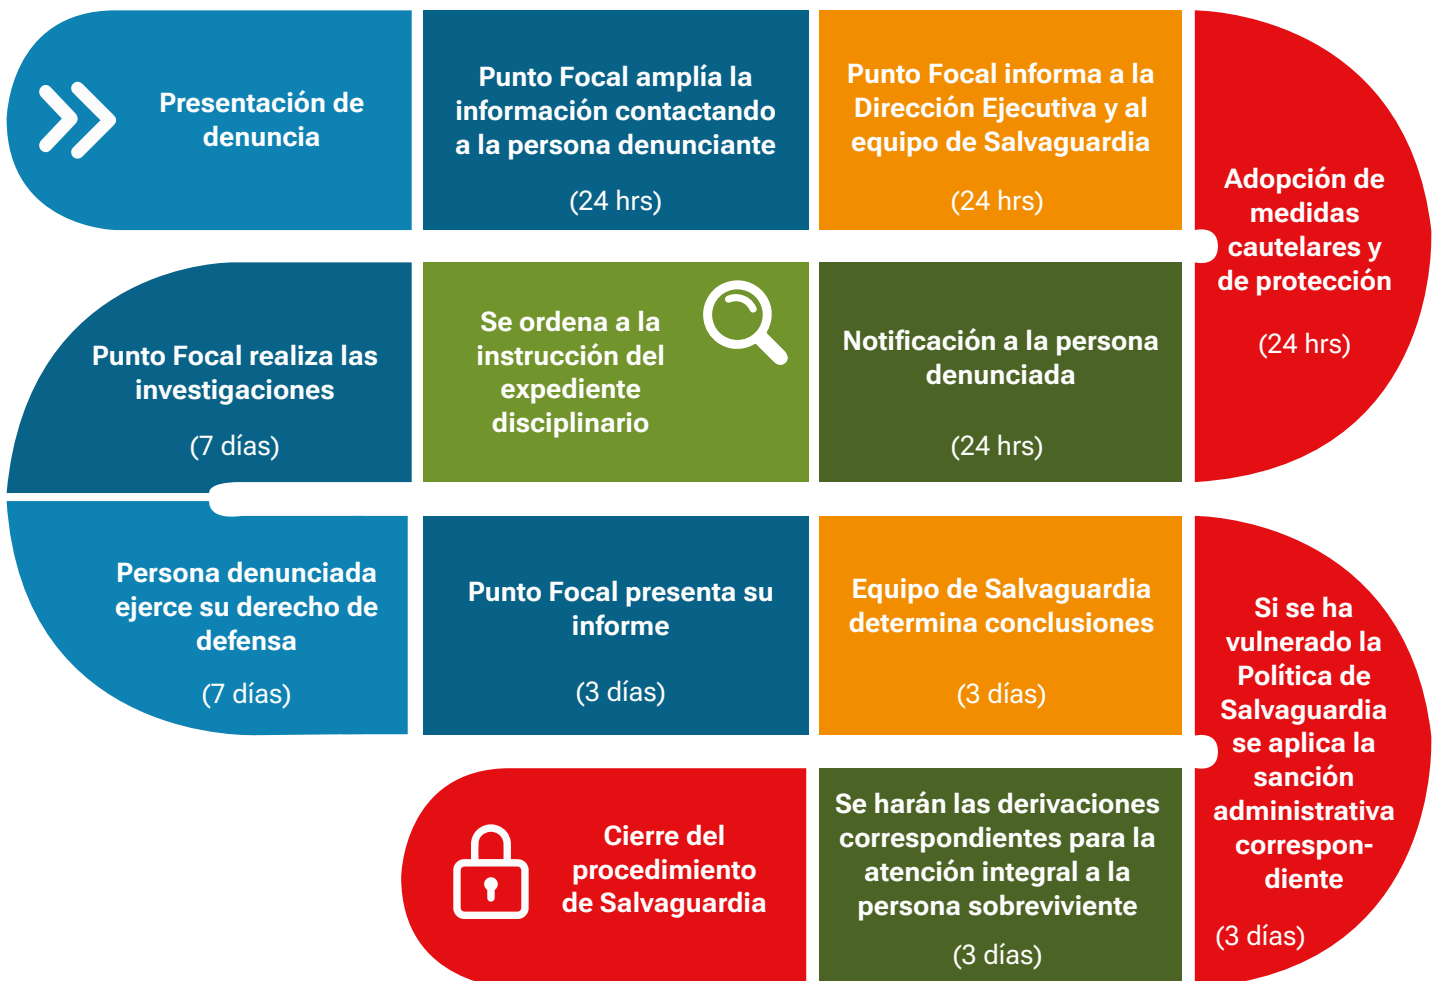 Presentación de
denuncia
Punto Focal amplía la
información contactando
a la persona denunciante
(24 hrs)
Punto Focal informa a la
Dirección Ejecutiva y al
equipo de Salvaguardia
(24 hrs)
Adopción de
medidas
cautelares y
de protección
(24 hrs)
Notificación a la persona
denunciada
(24 hrs)
Se ordena a la
instrucción del
expediente
disciplinario
Punto Focal realiza las
investigaciones
(7 días)
Persona denunciada
ejerce su derecho de
defensa
(7 días)
Punto Focal presenta su
informe
(3 días)
Equipo de Salvaguardia
determina conclusiones
(3 días)
Si se ha
vulnerado la
Política de
Salvaguardia
se aplica la
sanción
administrativa
correspon-
diente
(3 días)
Se harán las derivaciones
correspondientes para la
atención integral a la
persona sobreviviente
(3 días)
Cierre del
procedimiento
de Salvaguardia